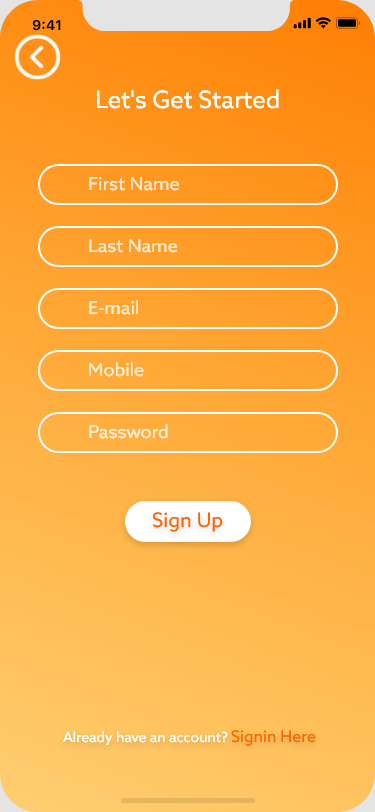 9:41
Let's Get Started
First Name
Last Name
E-mail
Mobile
Password
Sign Up
Already have an account? Signin Here